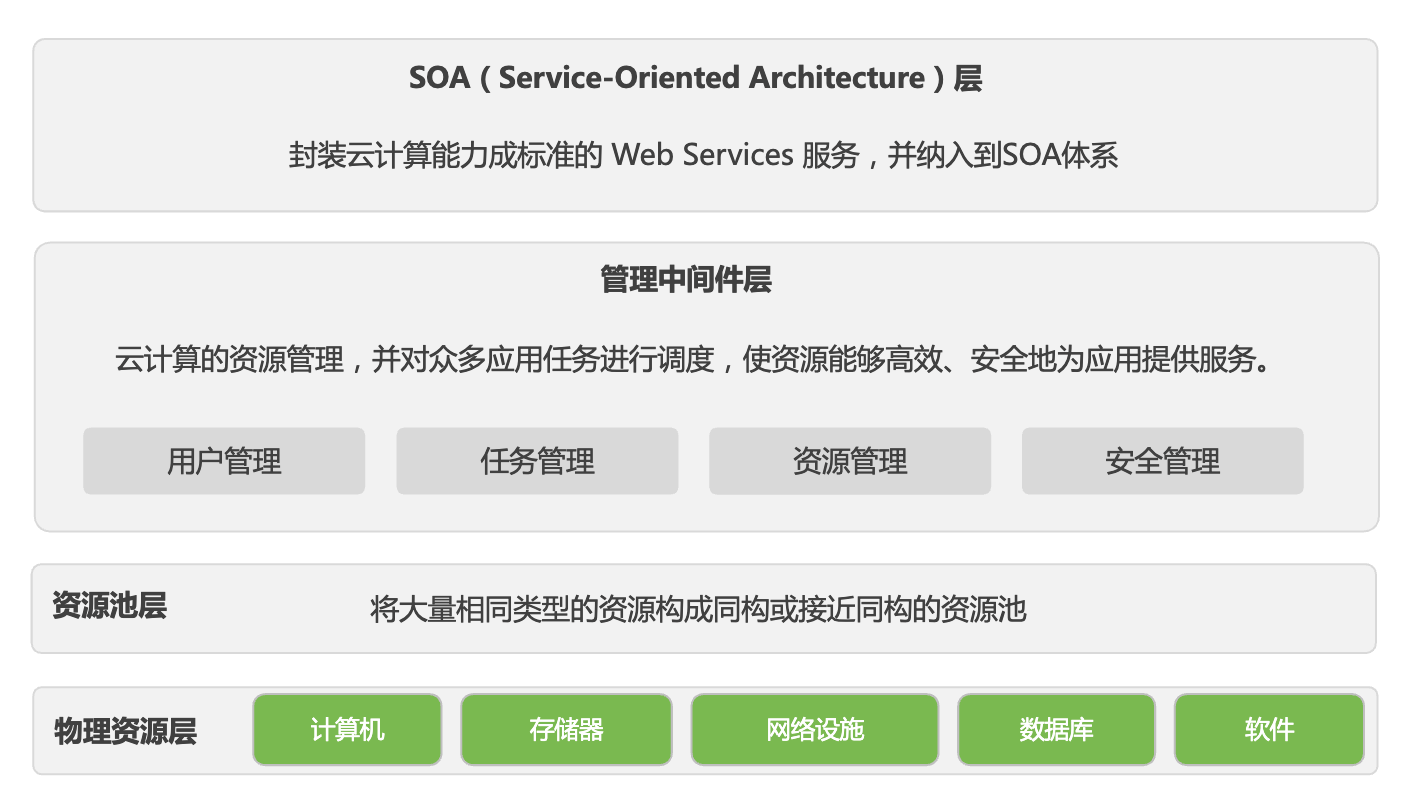 SOA（Service-Oriented Architecture）层
封装云计算能力成标准的 Web Services 服务，并纳入到SOA体系
管理中间件层
云计算的资源管理，并对众多应用任务进行调度，使资源能够高效、安全地为应用提供服务。
用户管理 任务管理 资源管理 安全管理
资源池层 将大量相同类型的资源构成同构或接近同构的资源池
物理资源层 计算机 存储器 网络设施 数据库 软件